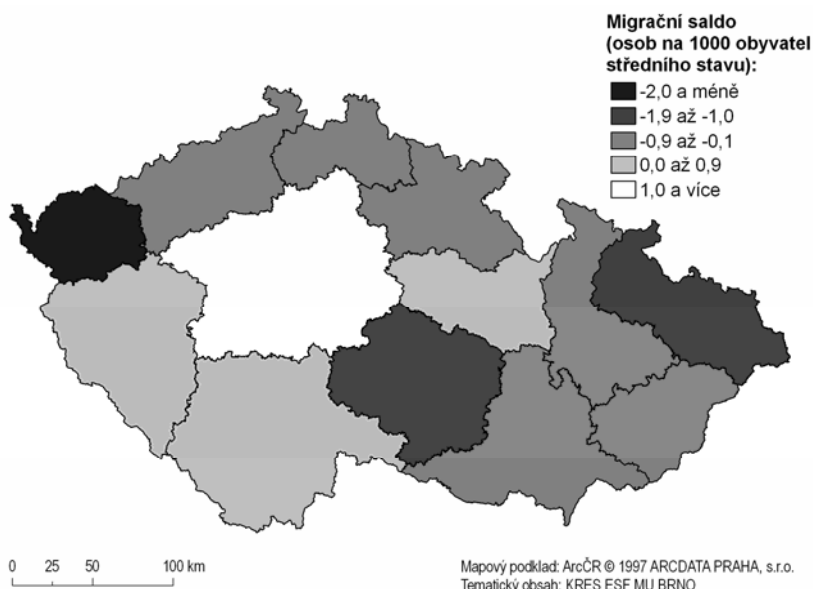 Migrační saldo
(osob na 1000 obyvatel
středního stavu):
-2,0 a méně
-1,9 až -1,0
-0,9 až -0,1
0,0 až 0,9
1,0 a více
0 25 50 100 km
Mapový podklad: ArcČR © 1997 ARCDATA PRAHA, s.r.o.
Tematický obsah: KRES ESF MU BRNO